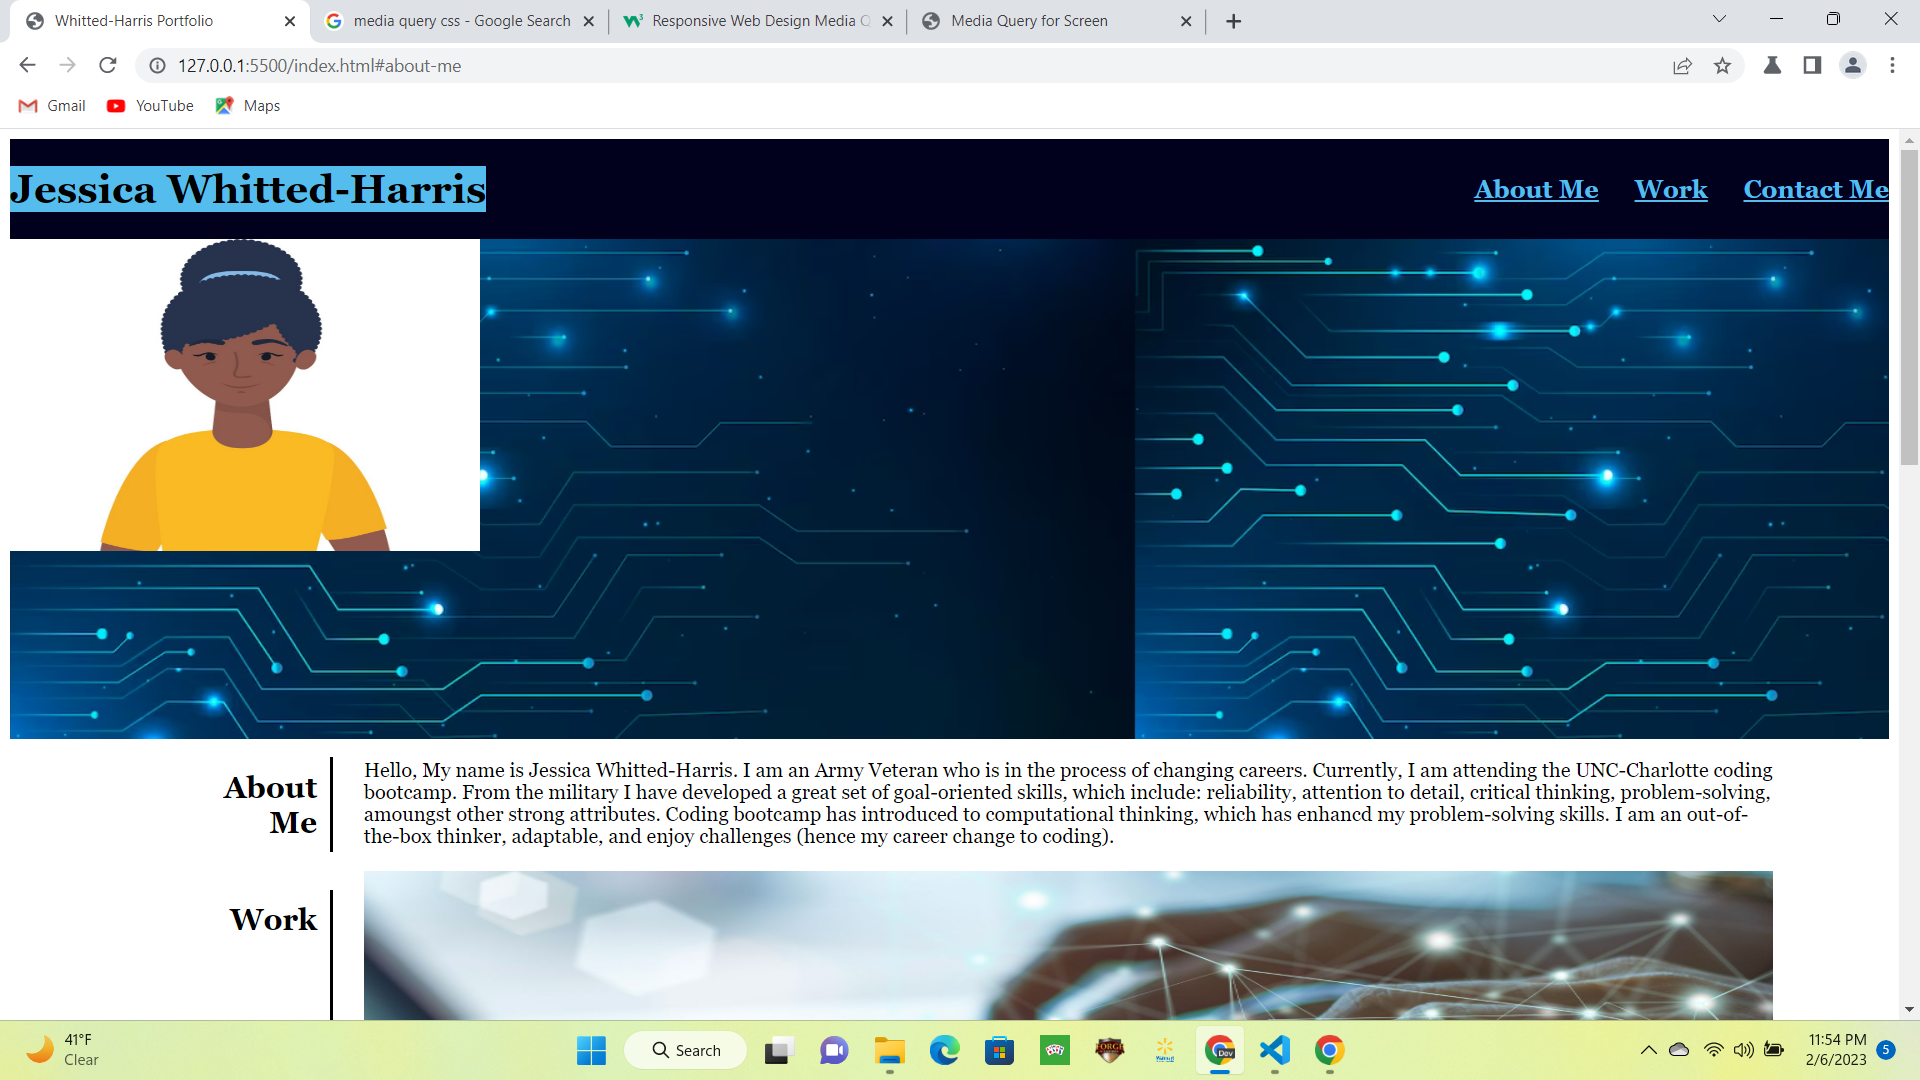 Whitted-Harris Portfolio
media query css - Google Search
Responsive Web Design Media Q
Media Query for Screen
127.0.0.1:5500/index.html#about-me
Gmail YouTube Maps
Jessica Whitted-Harris
About Me Work Contact Me
About
Me
Hello, My name is Jessica Whitted-Harris. I am an Army Veteran who is in the process of changing careers. Currently, I am attending the UNC-Charlotte coding
bootcamp. From the military I have developed a great set of goal-oriented skills, which include: reliability, attention to detail, critical thinking, problem-solving,
amoungst other strong attributes. Coding bootcamp has introduced to computational thinking, which has enhancd my problem-solving skills. I am an out-of-
the-box thinker, adaptable, and enjoy challenges (hence my career change to coding).
Work
41°F
Clear
Search
Dev
11:54 PM
2/6/2023
5